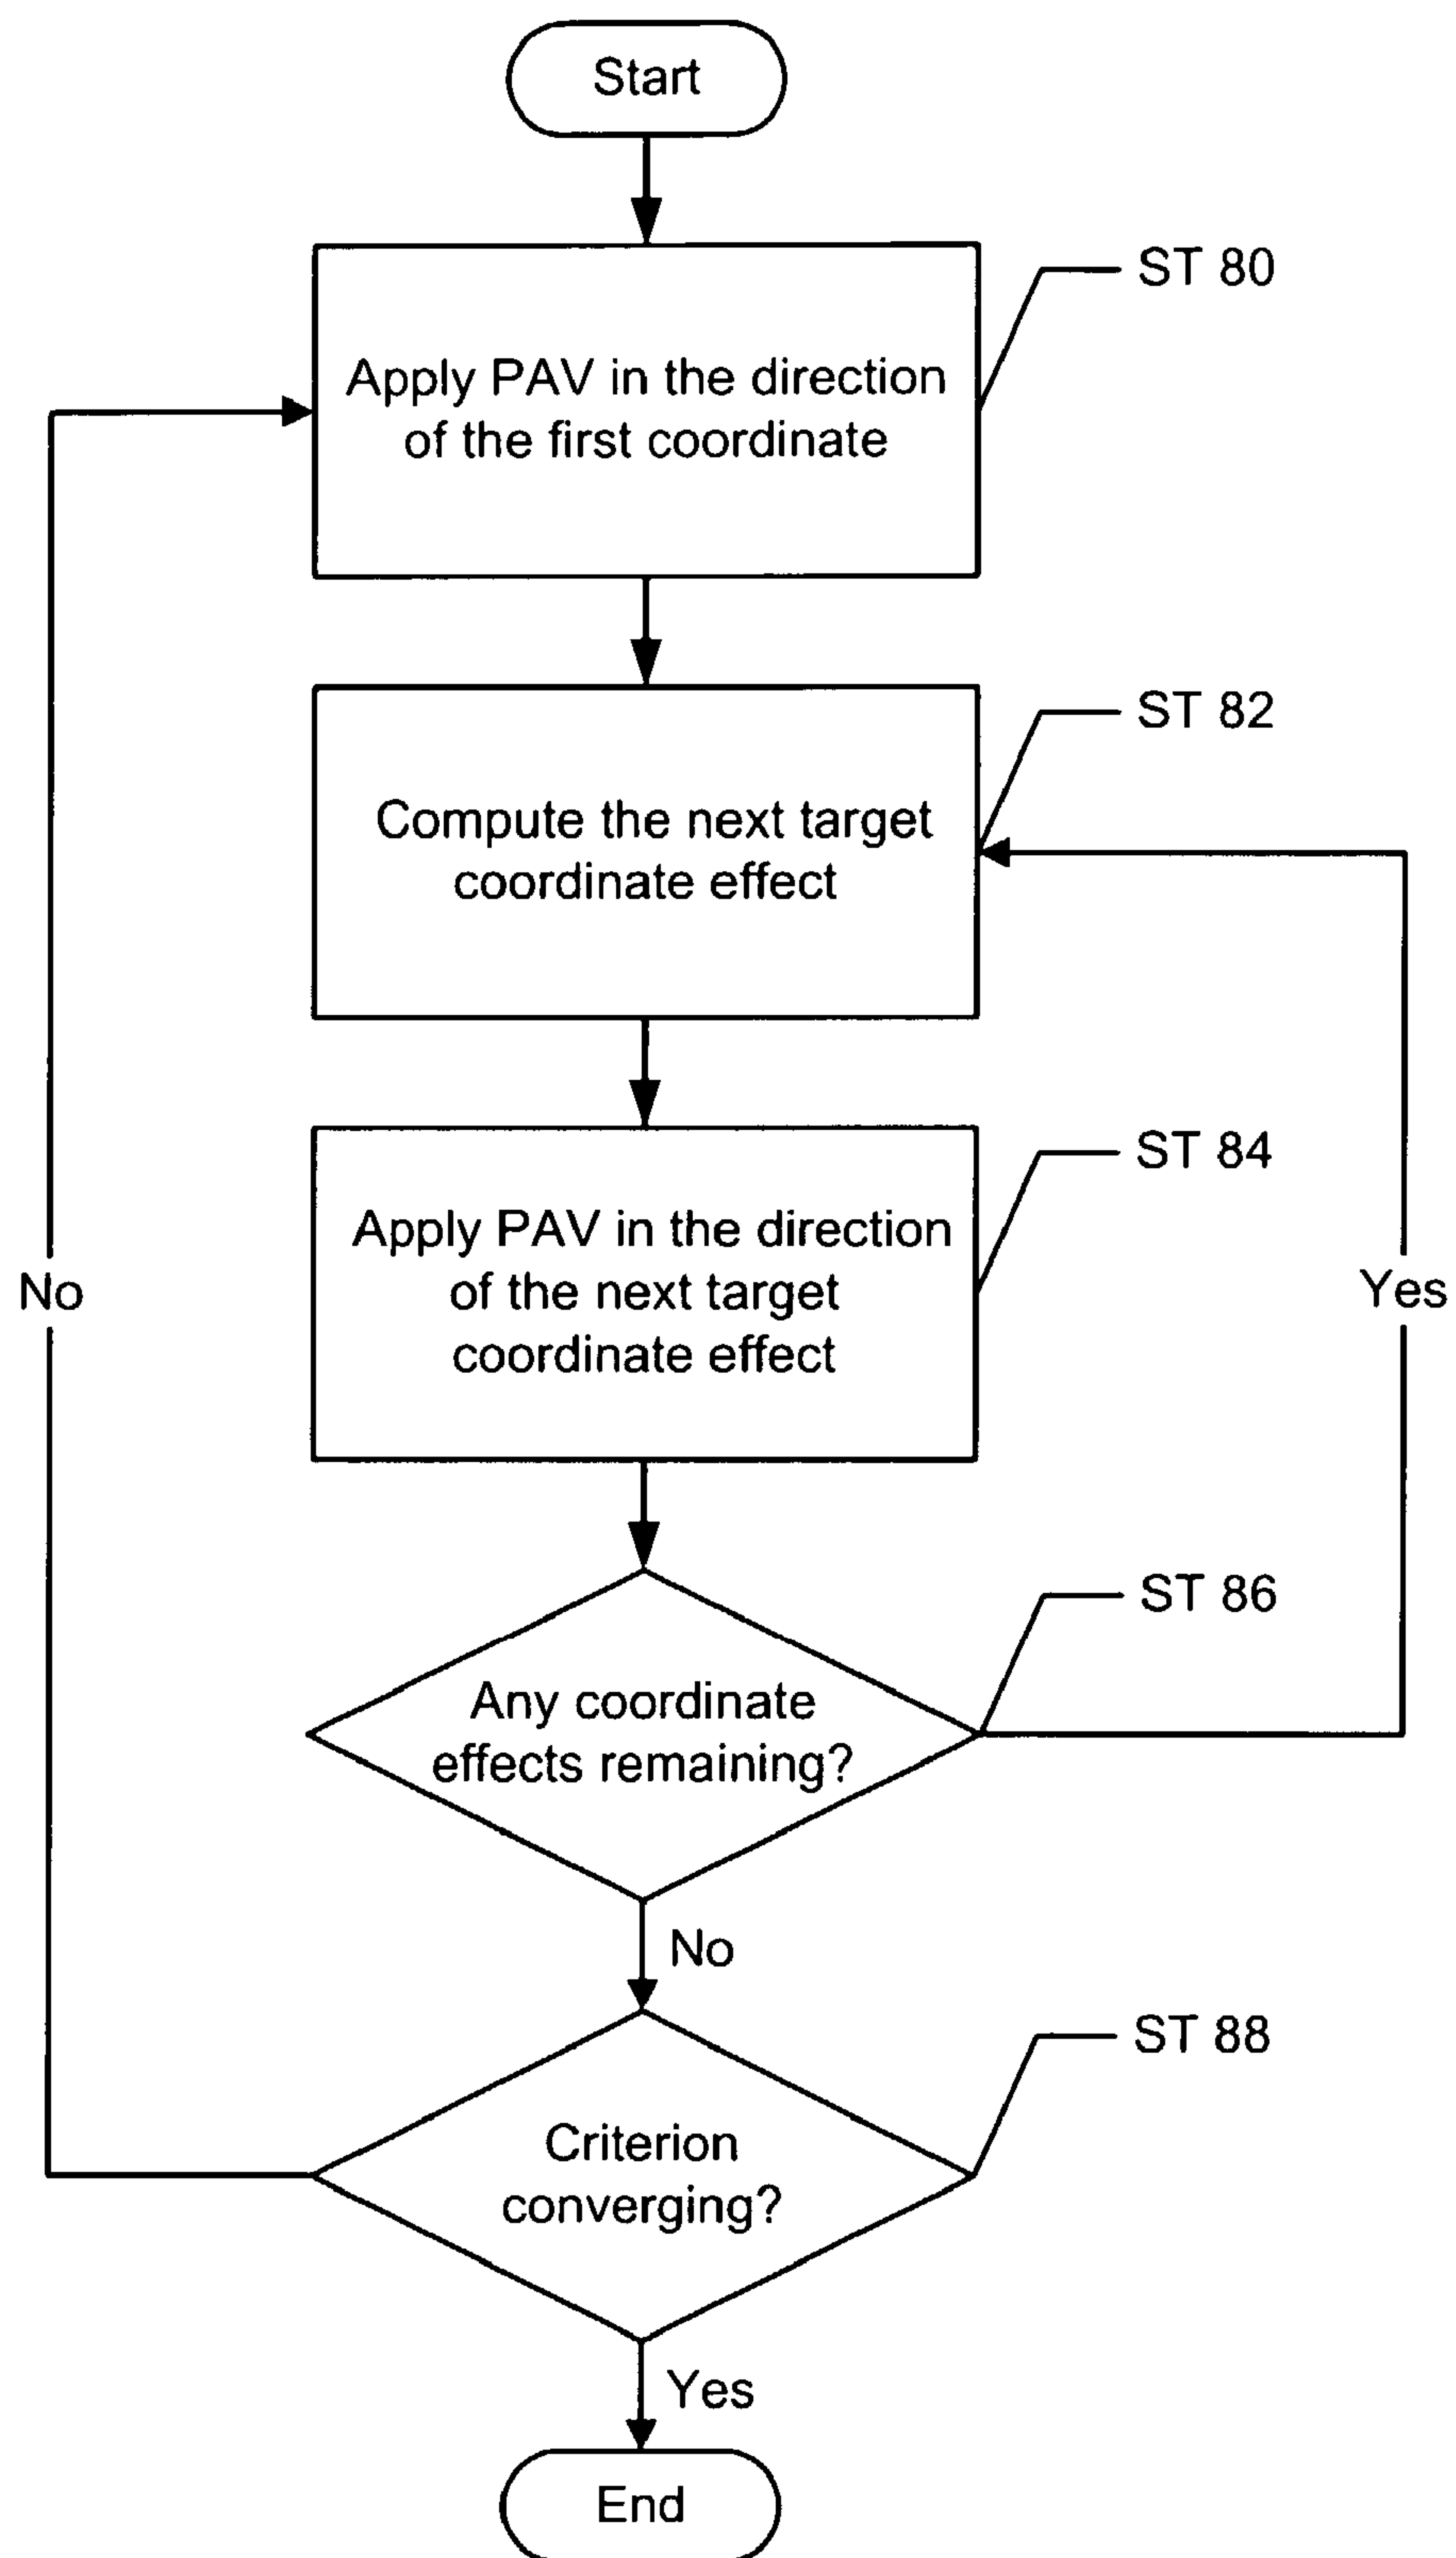 Start
ST 80
Apply PAV in the direction
of the first coordinate
ST 82
Compute the next target
coordinate effect
ST 84
Apply PAV in the direction
of the next target
coordinate effect
No
Yes
ST 86
Any coordinate
effects remaining?
No
ST 88
Criterion
converging?
Yes
End